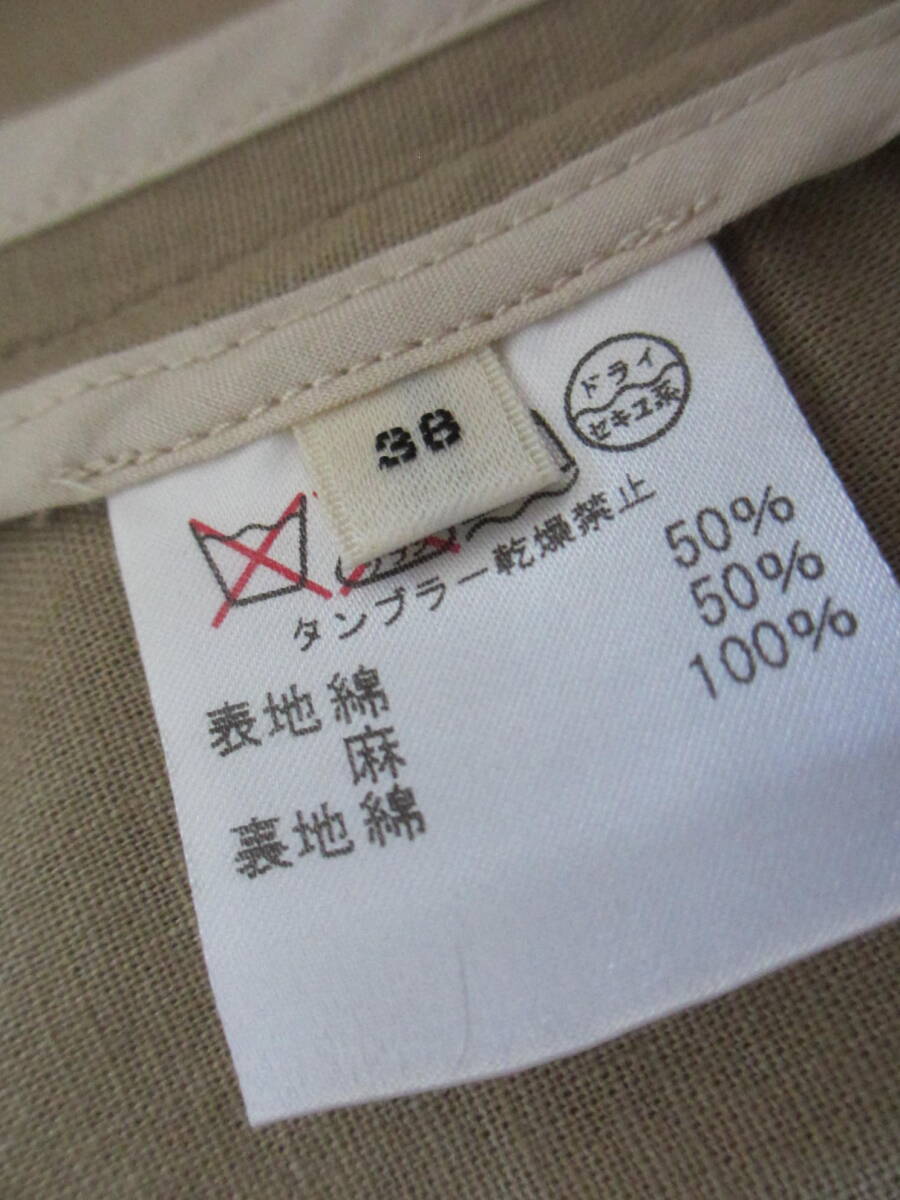 38
ドライ
セキユ系
タンブラー乾燥禁止
表地 綿 50%
麻 50%
裏地 綿 100%